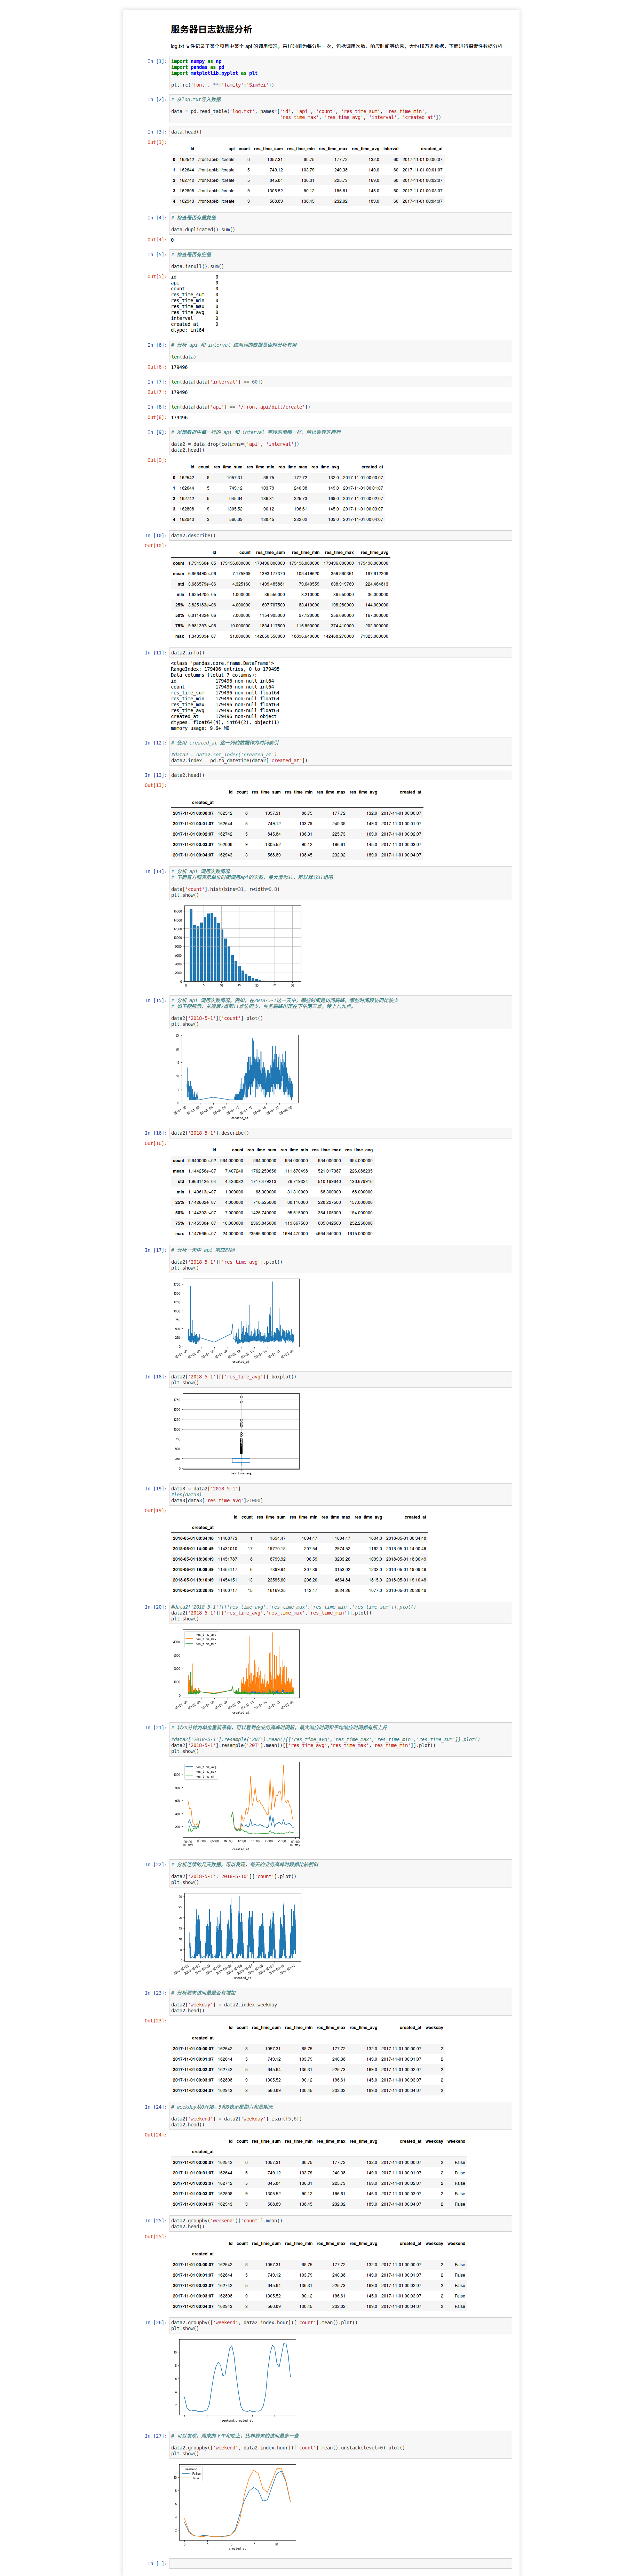 服务器日志数据分析
log.txt 文件记录了某个项目中某个 api 的调用情况，采样时间为每分钟一次，包括调用次数、响应时间等信息，大约18万条数据，下面进行探索性数据分析
In [1]: import numpy as np
import pandas as pd
import matplotlib.pyplot as plt
plt.rc('font', **{'family':'SimHei'})
In [2]: # 从log.txt导入数据
data = pd.read_table('log.txt', names=['id', 'api', 'count', 'res_time_sum', 'res_time_min',
'res_time_max', 'res_time_avg', 'interval', 'created_at'])
In [3]: data.head()
Out[3]:
id api count res_time_sum res_time_min res_time_max res_time_avg interval created_at
0 162542 /front-api/bill/create 8 1057.31 88.75 177.72 132.0 60 2017-11-01 00:00:07
1 162644 /front-api/bill/create 5 749.12 103.79 240.38 149.0 60 2017-11-01 00:01:07
2 162742 /front-api/bill/create 5 845.84 136.31 225.73 169.0 60 2017-11-01 00:02:07
3 162808 /front-api/bill/create 9 1305.52 90.12 196.61 145.0 60 2017-11-01 00:03:07
4 162943 /front-api/bill/create 3 568.89 138.45 232.02 189.0 60 2017-11-01 00:04:07
In [4]: # 检查是否有重复值
data.duplicated().sum()
Out[4]: 0
In [5]: # 检查是否有空值
data.isnull().sum()
Out[5]: id 0
api 0
count 0
res_time_sum 0
res_time_min 0
res_time_max 0
res_time_avg 0
interval 0
created_at 0
dtype: int64
In [6]: # 分析 api 和 interval 这两列的数据是否对分析有用
len(data)
Out[6]: 179496
In [7]: len(data[data['interval'] == 60])
Out[7]: 179496
In [8]: len(data[data['api'] == '/front-api/bill/create'])
Out[8]: 179496
In [9]: # 发现数据中每一行的 api 和 interval 字段的值都一样，所以丢弃这两列
data2 = data.drop(columns=['api', 'interval'])
data2.head()
Out[9]:
id count res_time_sum res_time_min res_time_max res_time_avg created_at
0 162542 8 1057.31 88.75 177.72 132.0 2017-11-01 00:00:07
1 162644 5 749.12 103.79 240.38 149.0 2017-11-01 00:01:07
2 162742 5 845.84 136.31 225.73 169.0 2017-11-01 00:02:07
3 162808 9 1305.52 90.12 196.61 145.0 2017-11-01 00:03:07
4 162943 3 568.89 138.45 232.02 189.0 2017-11-01 00:04:07
In [10]: data2.describe()
Out[10]:
id count res_time_sum res_time_min res_time_max res_time_avg
count 1.794960e+05 179496.000000 179496.000000 179496.000000 179496.000000 179496.000000
mean 6.866490e+06 7.175909 1393.177370 108.419620 359.880351 187.812208
std 3.686579e+06 4.325160 1499.485881 79.640559 638.919769 224.464813
min 1.625420e+05 1.000000 36.550000 3.210000 36.550000 36.000000
25% 3.825183e+06 4.000000 607.707500 83.410000 198.280000 144.000000
50% 6.811432e+06 7.000000 1154.905000 97.120000 256.090000 167.000000
75% 9.981397e+06 10.000000 1834.117500 116.990000 374.410000 202.000000
max 1.343909e+07 31.000000 142650.550000 18896.640000 142468.270000 71325.000000
In [11]: data2.info()
<class 'pandas.core.frame.DataFrame'>
RangeIndex: 179496 entries, 0 to 179495
Data columns (total 7 columns):
id 179496 non-null int64
count 179496 non-null int64
res_time_sum 179496 non-null float64
res_time_min 179496 non-null float64
res_time_max 179496 non-null float64
res_time_avg 179496 non-null float64
created_at 179496 non-null object
dtypes: float64(4), int64(2), object(1)
memory usage: 9.6+ MB
In [12]: # 使用 created_at 这一列的数据作为时间索引
#data2 = data2.set_index('created_at')
data2.index = pd.to_datetime(data2['created_at'])
In [13]: data2.head()
Out[13]:
id count res_time_sum res_time_min res_time_max res_time_avg created_at
created_at
2017-11-01 00:00:07 162542 8 1057.31 88.75 177.72 132.0 2017-11-01 00:00:07
2017-11-01 00:01:07 162644 5 749.12 103.79 240.38 149.0 2017-11-01 00:01:07
2017-11-01 00:02:07 162742 5 845.84 136.31 225.73 169.0 2017-11-01 00:02:07
2017-11-01 00:03:07 162808 9 1305.52 90.12 196.61 145.0 2017-11-01 00:03:07
2017-11-01 00:04:07 162943 3 568.89 138.45 232.02 189.0 2017-11-01 00:04:07
In [14]: # 分析 api 调用次数情况
# 下面直方图表示单位时间调用api的次数，最大值为31，所以就分31组吧
data['count'].hist(bins=31, rwidth=0.8)
plt.show()
In [15]: # 分析 api 调用次数情况，例如，在2018-5-1这一天中，哪些时间是访问高峰，哪些时间段访问比较少
# 如下图所示，从凌晨2点到11点访问少，业务高峰出现在下午两三点，晚上八九点。
data2['2018-5-1']['count'].plot()
plt.show()
created_at
In [16]: data2['2018-5-1'].describe()
Out[16]:
id count res_time_sum res_time_min res_time_max res_time_avg
count 8.840000e+02 884.000000 884.000000 884.000000 884.000000 884.000000
mean 1.144256e+07 7.407240 1762.250656 111.870498 521.017387 226.088235
std 1.968142e+04 4.428032 1717.479213 76.719324 510.199840 138.679916
min 1.140613e+07 1.000000 68.300000 31.310000 68.300000 68.000000
25% 1.142682e+07 4.000000 718.525000 80.110000 228.227500 157.000000
50% 1.144302e+07 7.000000 1426.740000 95.515000 354.105000 194.000000
75% 1.145930e+07 10.000000 2365.845000 119.667500 605.042500 252.250000
max 1.147566e+07 24.000000 23595.600000 1694.470000 4664.840000 1815.000000
In [17]: # 分析一天中 api 响应时间
data2['2018-5-1']['res_time_avg'].plot()
plt.show()
created_at
In [18]: data2['2018-5-1'][['res_time_avg']].boxplot()
plt.show()
res_time_avg
In [19]: data3 = data2['2018-5-1']
#len(data3)
data3[data3['res_time_avg']>1000]
Out[19]:
id count res_time_sum res_time_min res_time_max res_time_avg created_at
created_at
2018-05-01 00:34:48 11408773 1 1694.47 1694.47 1694.47 1694.0 2018-05-01 00:34:48
2018-05-01 14:00:49 11431010 17 19770.18 207.54 2974.52 1162.0 2018-05-01 14:00:49
2018-05-01 18:36:49 11451787 8 8799.92 96.59 3233.26 1099.0 2018-05-01 18:36:49
2018-05-01 19:09:49 11454117 6 7399.94 307.39 3153.02 1233.0 2018-05-01 19:09:49
2018-05-01 19:10:49 11454151 13 23595.60 206.20 4664.84 1815.0 2018-05-01 19:10:49
2018-05-01 20:38:49 11460717 15 16169.25 142.47 3624.26 1077.0 2018-05-01 20:38:49
In [20]: #data2['2018-5-1'][['res_time_avg','res_time_max','res_time_min','res_time_sum']].plot()
data2['2018-5-1'][['res_time_avg','res_time_max','res_time_min']].plot()
plt.show()
res_time_avg
res_time_max
res_time_min
created_at
In [21]: # 以20分钟为单位重新采样，可以看到在业务高峰时间段，最大响应时间和平均响应时间都有所上升
#data2['2018-5-1'].resample('20T').mean()[['res_time_avg','res_time_max','res_time_min','res_time_sum']].plot()
data2['2018-5-1'].resample('20T').mean()[['res_time_avg','res_time_max','res_time_min']].plot()
plt.show()
res_time_avg
res_time_max
res_time_min
created_at
In [22]: # 分析连续的几天数据，可以发现，每天的业务高峰时段都比较相似
data2['2018-5-1':'2018-5-10']['count'].plot()
plt.show()
created_at
In [23]: # 分析周末访问量是否有增加
data2['weekday'] = data2.index.weekday
data2.head()
Out[23]:
id count res_time_sum res_time_min res_time_max res_time_avg created_at weekday
created_at
2017-11-01 00:00:07 162542 8 1057.31 88.75 177.72 132.0 2017-11-01 00:00:07 2
2017-11-01 00:01:07 162644 5 749.12 103.79 240.38 149.0 2017-11-01 00:01:07 2
2017-11-01 00:02:07 162742 5 845.84 136.31 225.73 169.0 2017-11-01 00:02:07 2
2017-11-01 00:03:07 162808 9 1305.52 90.12 196.61 145.0 2017-11-01 00:03:07 2
2017-11-01 00:04:07 162943 3 568.89 138.45 232.02 189.0 2017-11-01 00:04:07 2
In [24]: # weekday从0开始，5和6表示星期六和星期天
data2['weekend'] = data2['weekday'].isin({5,6})
data2.head()
Out[24]:
id count res_time_sum res_time_min res_time_max res_time_avg created_at weekday weekend
created_at
2017-11-01 00:00:07 162542 8 1057.31 88.75 177.72 132.0 2017-11-01 00:00:07 2 False
2017-11-01 00:01:07 162644 5 749.12 103.79 240.38 149.0 2017-11-01 00:01:07 2 False
2017-11-01 00:02:07 162742 5 845.84 136.31 225.73 169.0 2017-11-01 00:02:07 2 False
2017-11-01 00:03:07 162808 9 1305.52 90.12 196.61 145.0 2017-11-01 00:03:07 2 False
2017-11-01 00:04:07 162943 3 568.89 138.45 232.02 189.0 2017-11-01 00:04:07 2 False
In [25]: data2.groupby('weekend')['count'].mean()
data2.head()
Out[25]:
id count res_time_sum res_time_min res_time_max res_time_avg created_at weekday weekend
created_at
2017-11-01 00:00:07 162542 8 1057.31 88.75 177.72 132.0 2017-11-01 00:00:07 2 False
2017-11-01 00:01:07 162644 5 749.12 103.79 240.38 149.0 2017-11-01 00:01:07 2 False
2017-11-01 00:02:07 162742 5 845.84 136.31 225.73 169.0 2017-11-01 00:02:07 2 False
2017-11-01 00:03:07 162808 9 1305.52 90.12 196.61 145.0 2017-11-01 00:03:07 2 False
2017-11-01 00:04:07 162943 3 568.89 138.45 232.02 189.0 2017-11-01 00:04:07 2 False
In [26]: data2.groupby(['weekend', data2.index.hour])['count'].mean().plot()
plt.show()
weekend,created_at
In [27]: # 可以发现，周末的下午和晚上，比非周末的访问量多一些
data2.groupby(['weekend', data2.index.hour])['count'].mean().unstack(level=0).plot()
plt.show()
weekend
False
True
created_at
In [ ]: